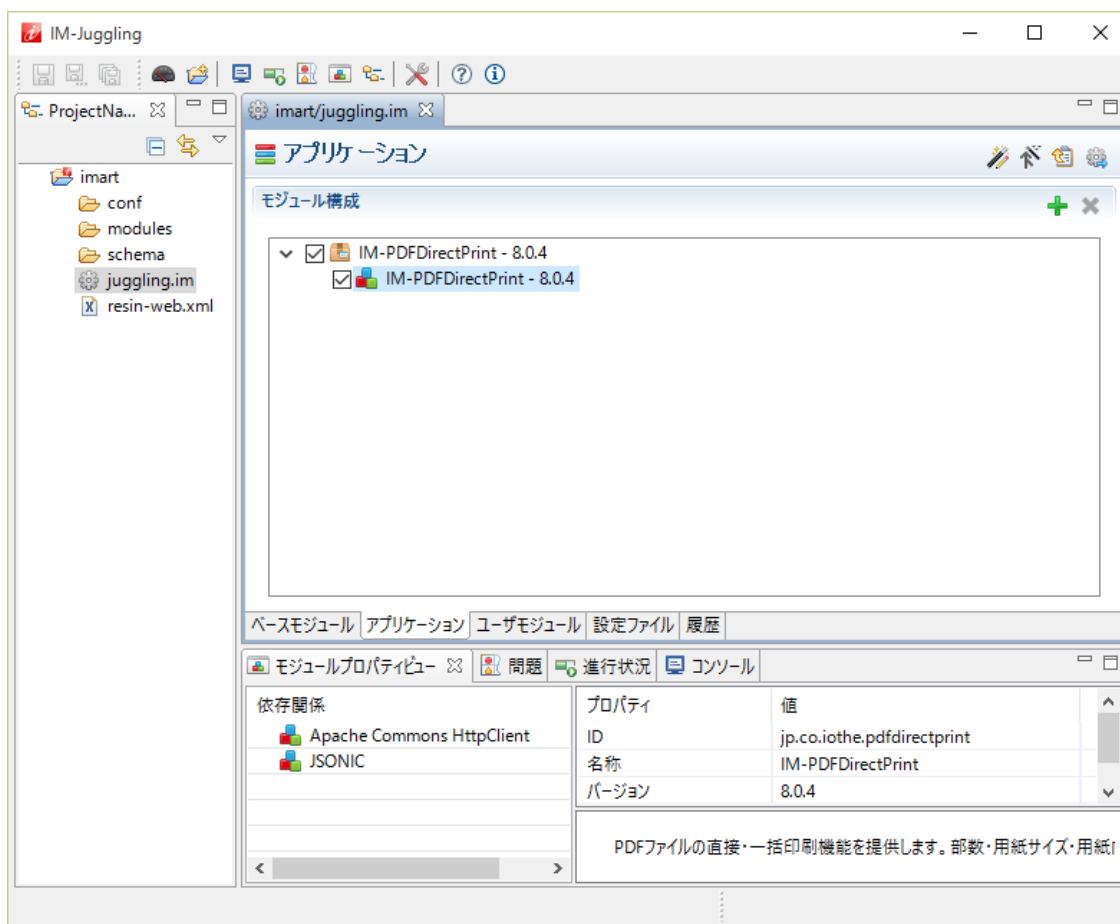 IM-Juggling
ProjectNa...
imart/juggling.im
アプリケーション
imart
conf
modules
schema
juggling.im
resin-web.xml
モジュール構成
IM-PDFDirectPrint - 8.0.4
IM-PDFDirectPrint - 8.0.4
ベースモジュール アプリケーション ユーザモジュール 設定ファイル 履歴
モジュールプロパティビュー 問題 進行状況 コンソール
依存関係
Apache Commons HttpClient
JSONIC
プロパティ 値
ID jp.co.iothe.pdfdirectprint
名称 IM-PDFDirectPrint
バージョン 8.0.4
PDFファイルの直接・一括印刷機能を提供します。部数・用紙サイズ・用紙